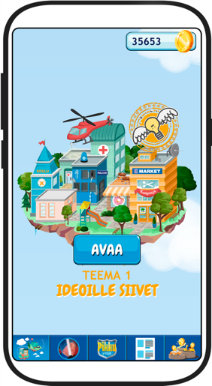 35653
MARKET
AVAA
TEEMA 1
IDEOILLE SIIVET